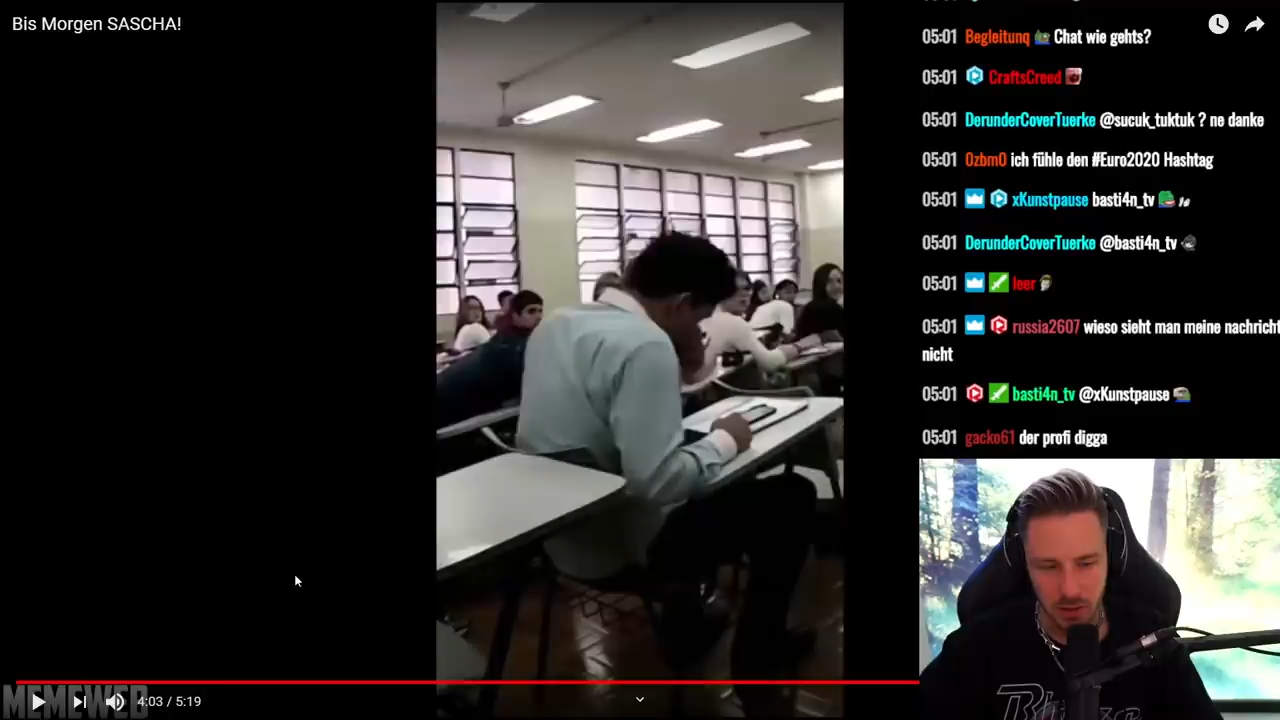 Bis Morgen SASCHA!
05:01 Begleitunq Chat wie gehts?
05:01 CraftsCreed
05:01 DerunderCoverTuerke @sucuk_tuktuk ? ne danke
05:01 0zbm0 ich fühle den #Euro2020 Hashtag
05:01 xKunstpause basti4n_tv
05:01 DerunderCoverTuerke @basti4n_tv
05:01 leer
05:01 russia2607 wieso sieht man meine nachricht
nicht
05:01 basti4n_tv @xKunstpause
05:01 gacko61 der profi digga
MEMEWEB
4:03 / 5:19